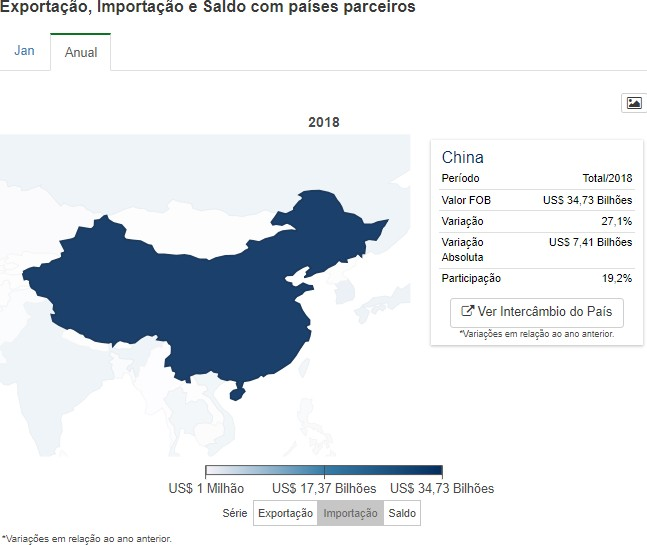 Exportação, Importação e Saldo com países parceiros
Jan
Anual
2018
China
Período Total/2018
Valor FOB US$ 34,73 Bilhões
Variação 27,1%
Variação Absoluta US$ 7,41 Bilhões
Participação 19,2%
Ver Intercâmbio do País
*Variações em relação ao ano anterior.
US$ 1 Milhão US$ 17,37 Bilhões US$ 34,73 Bilhões
Série Exportação Importação Saldo
*Variações em relação ao ano anterior.